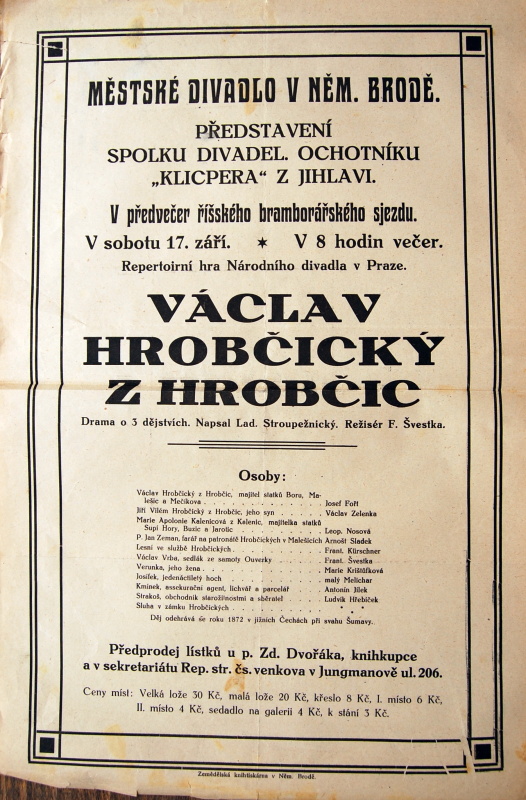 MĚSTSKÉ DIVADLO V NĚM. BRODĚ.
PŘEDSTAVENÍ
SPOLKU DIVADEL. OCHOTNÍKU
„KLICPERA“ Z JIHLAVI.
V předvečer říšského bramborářského sjezdu.
V sobotu 17. září. ✶ V 8 hodin večer.
Repertoirní hra Národního divadla v Praze.
VÁCLAV
HROBČICKÝ
Z HROBČIC
Drama o 3 dějstvích. Napsal Lad. Stroupežnický. Režisér F. Švestka.
Osoby:
Václav Hrobčický z Hrobčic, majitel statků Boru, Ma-
lešic a Mečikova . . . . . . . . . . . . Josef Fořt
Jiří Vilém Hrobčický z Hrobčic, jeho syn . . . . . Václav Zelenka
Marie Apolonie Kalenicová z Kalenic, majitelka statků
Supí Hory, Buzic a Jarotic . . . . . . . . Leop. Nosová
P. Jan Zeman, farář na patronátě Hrobčických v Malešicích Arnošt Sládek
Lesní ve službě Hrobčických . . . . . . . . . Frant. Kürschner
Václav Vrba, sedlák ze samoty Ouverky . . . . . Frant. Švestka
Verunka, jeho žena . . . . . . . . . . . Marie Krištůfková
Josífek, jedenáctiletý hoch . . . . . . . . . malý Melichar
Kmínek, assekurační agent, lichvář a parcelář . . . . Antonín Jílek
Strakoš, obchodník starožitnostmi a sběratel . . . . Ludvík Hřebíček
Sluha v zámku Hrobčických . . . . . . . . . * * *
Děj odehrává se roku 1872 v jižních Čechách při svahu Šumavy.
Předprodej lístků u p. Zd. Dvořáka, knihkupce
a v sekretariátu Rep. str. čs. venkova v Jungmanově ul. 206.
Ceny míst: Velká lože 30 Kč, malá lože 20 Kč, křeslo 8 Kč, I. místo 6 Kč,
II. místo 4 Kč, sedadlo na galerii 4 Kč, k stání 3 Kč.
Zemědělská knihtiskárna v Něm. Brodě.